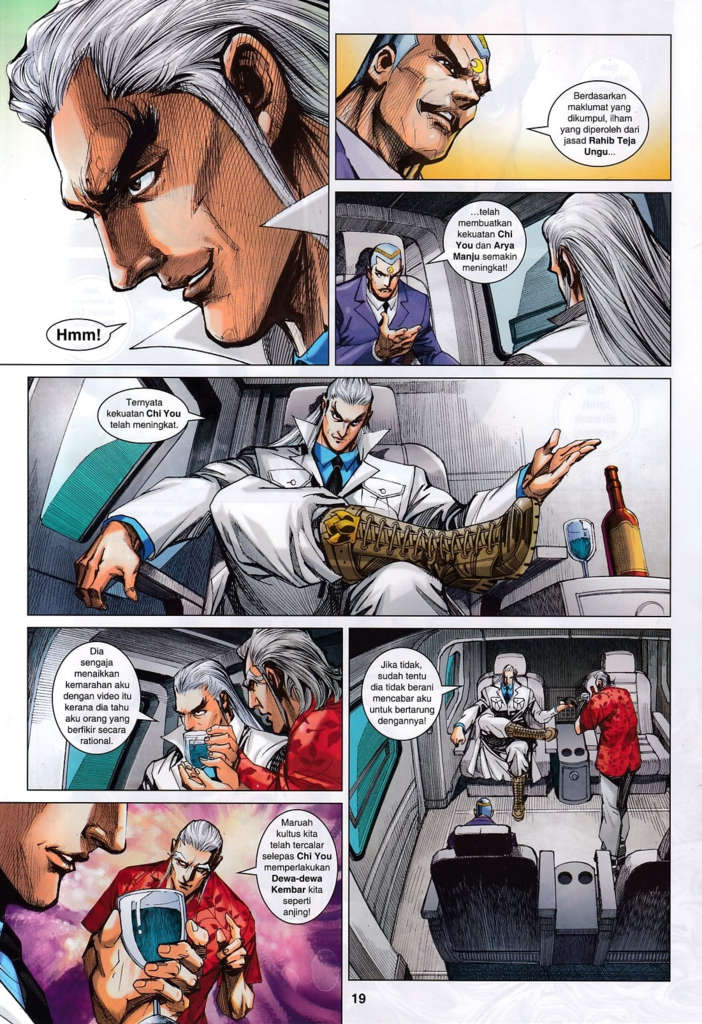 Hmm!
Berdasarkan
maklumat yang
dikumpul, ilham
yang diperoleh dari
jasad Rahib Teja
Ungu...
...telah
membuatkan
kekuatan Chi
You dan Arya
Manju semakin
meningkat!
Ternyata
kekuatan Chi You
telah meningkat.
Dia
sengaja
menaikkan
kemarahan aku
dengan video itu
kerana dia tahu
aku orang yang
berfikir secara
rational.
Jika tidak,
sudah tentu
dia tidak berani
mencabar aku
untuk bertarung
dengannya!
Maruah
kultus kita
telah tercalar
selepas Chi You
memperlakukan
Dewa-dewa
Kembar kita
seperti
anjing!
19